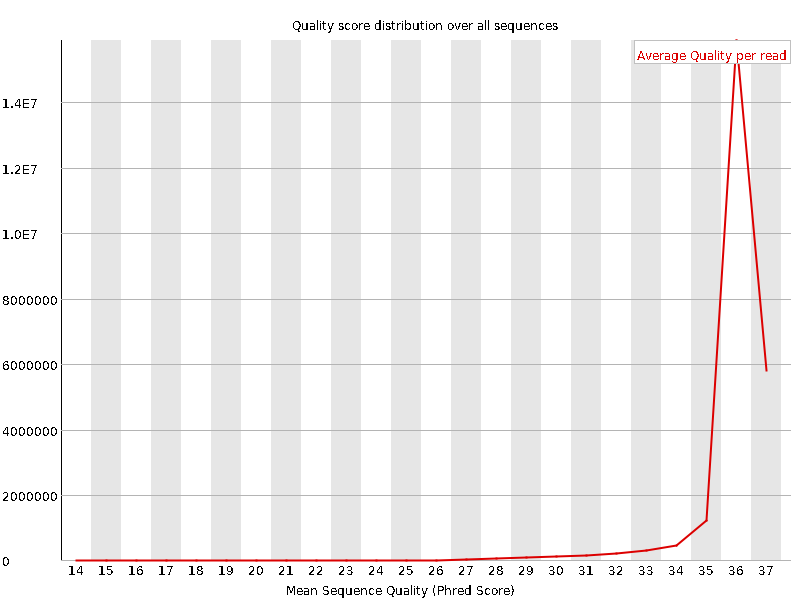 Quality score distribution over all sequences
Average Quality per read
1.4E7
1.2E7
1.0E7
8000000
6000000
4000000
2000000
0
14 15 16 17 18 19 20 21 22 23 24 25 26 27 28 29 30 31 32 33 34 35 36 37
Mean Sequence Quality (Phred Score)